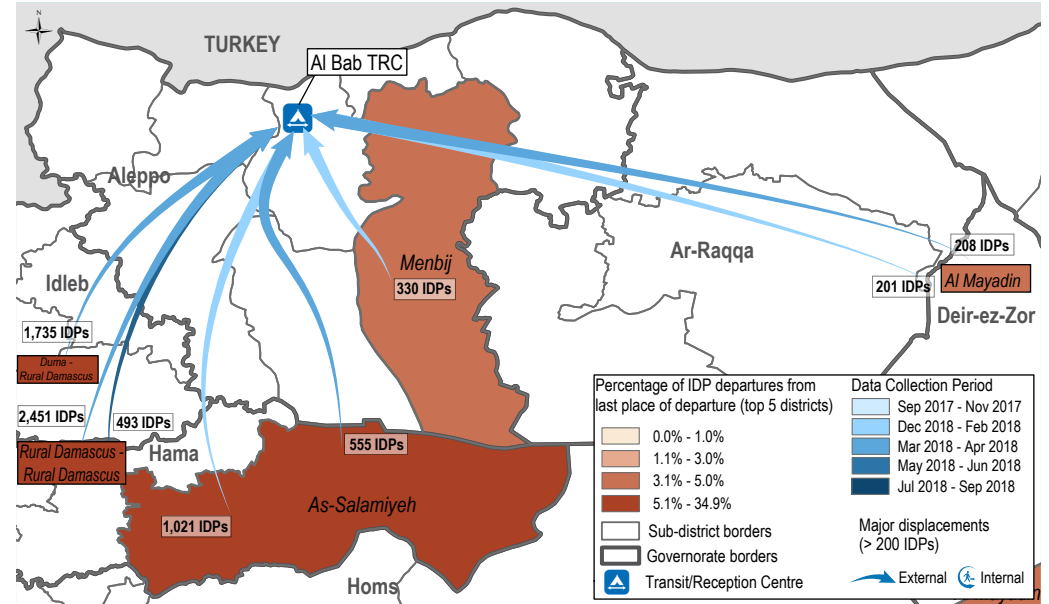 N
TURKEY
Al Bab TRC
Aleppo
Menbij
330 IDPs
Ar-Raqqa
208 IDPs
Al Mayadin
201 IDPs
Deir-ez-Zor
Idleb
1,735 IDPs
Duma -
Rural Damascus
2,451 IDPs
493 IDPs
Rural Damascus -
Rural Damascus
Hama
555 IDPs
As-Salamiyeh
1,021 IDPs
Homs
Percentage of IDP departures from
last place of departure (top 5 districts)
0.0% - 1.0%
1.1% - 3.0%
3.1% - 5.0%
5.1% - 34.9%
Sub-district borders
Governorate borders
Transit/Reception Centre
Data Collection Period
Sep 2017 - Nov 2017
Dec 2018 - Feb 2018
Mar 2018 - Apr 2018
May 2018 - Jun 2018
Jul 2018 - Sep 2018
Major displacements
(> 200 IDPs)
External
Internal